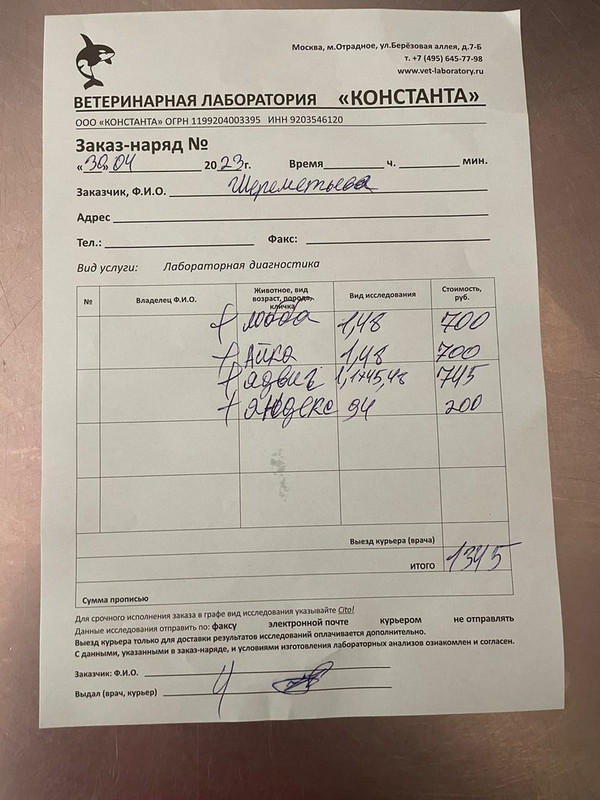 Москва, м.Отрадное, ул.Берёзовая аллея, д.7-Б
т. +7 (495) 645-77-98
www.vet-laboratory.ru
ВЕТЕРИНАРНАЯ ЛАБОРАТОРИЯ «КОНСТАНТА»
ООО «КОНСТАНТА» ОГРН 1199204003395 ИНН 9203546120
Заказ-наряд №
«30» 04 2023г. Время ч. мин.
Заказчик, Ф.И.О. Шереметьева
Адрес
Тел.: Факс:
Вид услуги: Лабораторная диагностика
№ Владелец Ф.И.О. Животное, вид возраст, порода, кличка Вид исследования Стоимость, руб.
+ 1,48 700
+ Айка 1,48 700
+ 745
+ Яндекс 94 200
Выезд курьера (врача)
ИТОГО 1345
Сумма прописью
Для срочного исполнения заказа в графе вид исследования указывайте Cito!
Данные исследования отправить по: факсу электронной почте курьером не отправлять
Выезд курьера только для доставки результатов исследований оплачивается дополнительно.
С данными, указанными в заказ-наряде, и условиями изготовления лабораторных анализов ознакомлен и согласен.
Заказчик: Ф.И.О.
Выдал (врач, курьер)